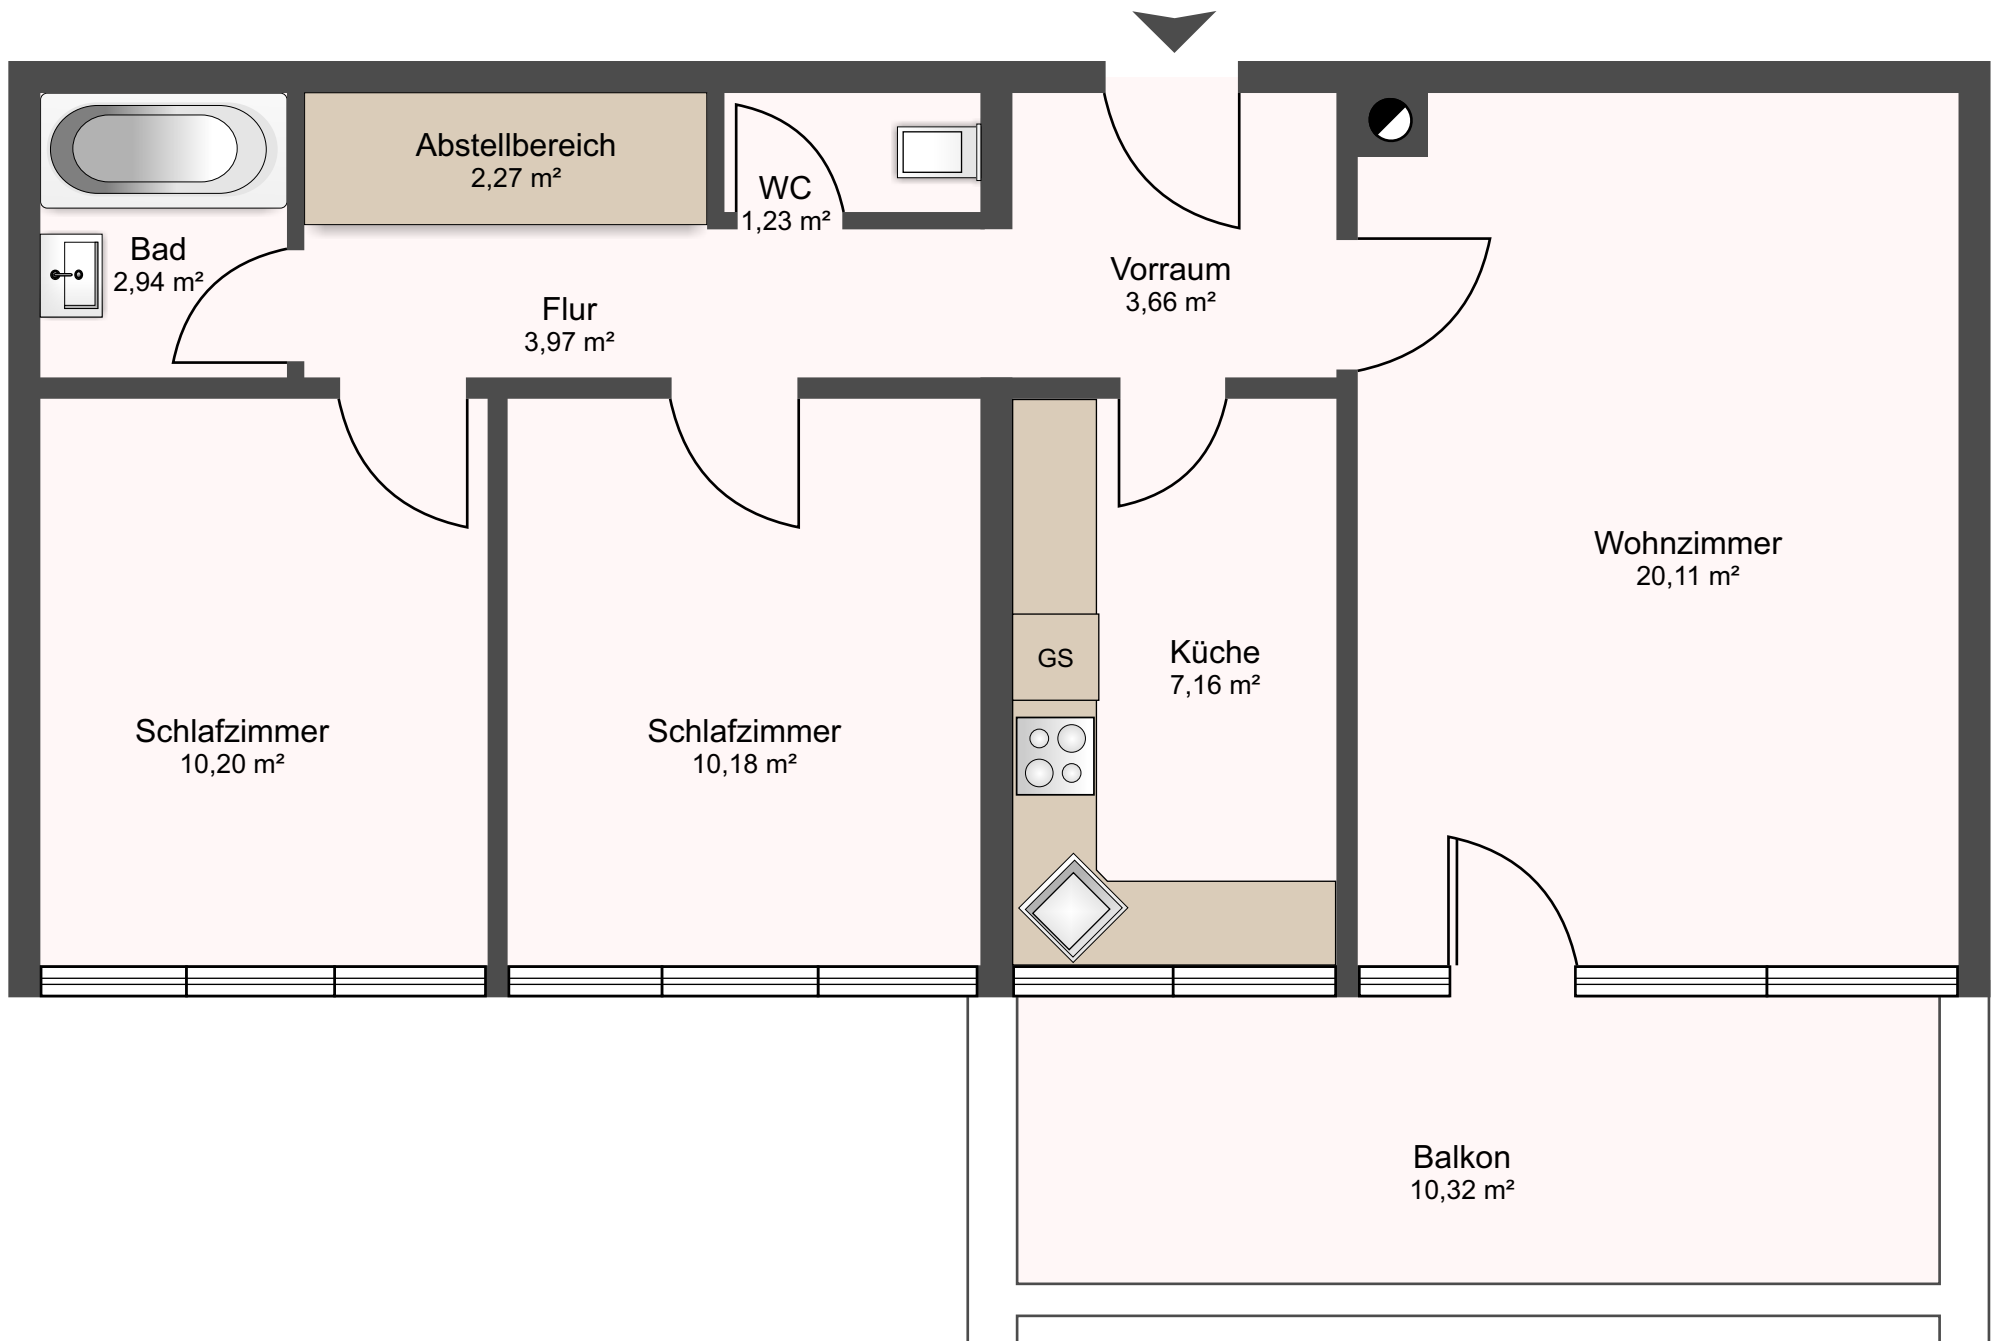 Abstellbereich
2,27 m²
WC
1,23 m²
Bad
2,94 m²
Flur
3,97 m²
Vorraum
3,66 m²
Wohnzimmer
20,11 m²
GS
Küche
7,16 m²
Schlafzimmer
10,20 m²
Schlafzimmer
10,18 m²
Balkon
10,32 m²